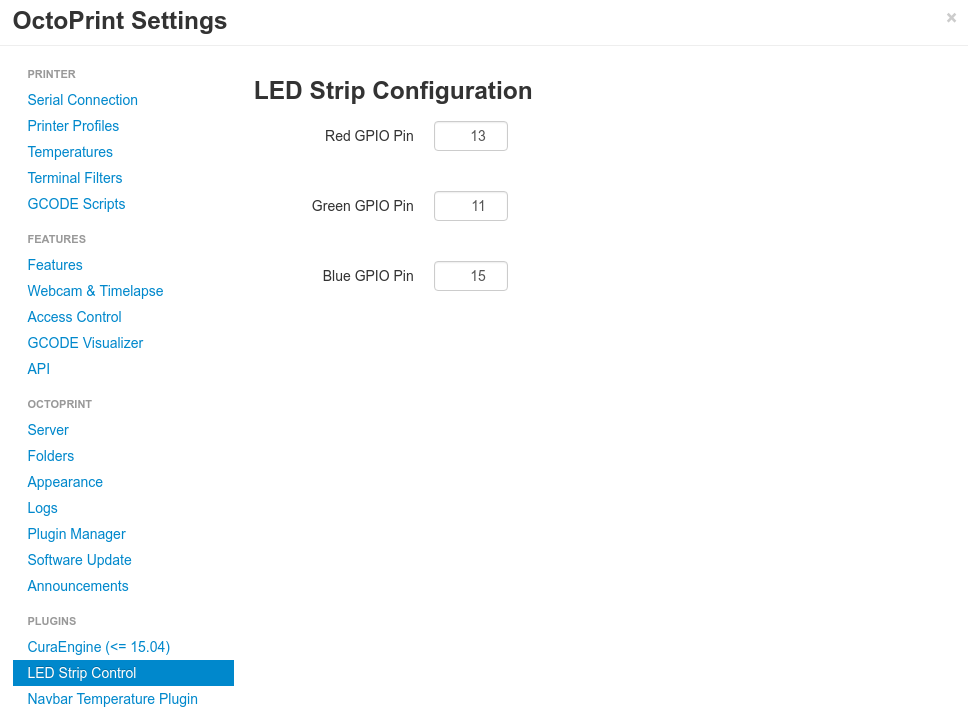 OctoPrint Settings
×
PRINTER
Serial Connection
Printer Profiles
Temperatures
Terminal Filters
GCODE Scripts
FEATURES
Features
Webcam & Timelapse
Access Control
GCODE Visualizer
API
OCTOPRINT
Server
Folders
Appearance
Logs
Plugin Manager
Software Update
Announcements
PLUGINS
CuraEngine (<= 15.04)
LED Strip Control
Navbar Temperature Plugin
LED Strip Configuration
Red GPIO Pin 13
Green GPIO Pin 11
Blue GPIO Pin 15